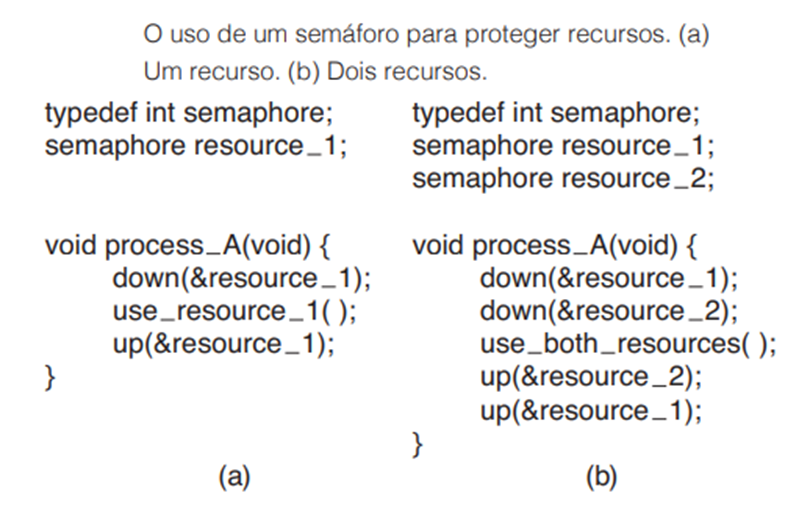 O uso de um semáforo para proteger recursos. (a)
Um recurso. (b) Dois recursos.
typedef int semaphore;
semaphore resource_1;
void process_A(void) {
down(&resource_1);
use_resource_1( );
up(&resource_1);
}
(a)
typedef int semaphore;
semaphore resource_1;
semaphore resource_2;
void process_A(void) {
down(&resource_1);
down(&resource_2);
use_both_resources( );
up(&resource_2);
up(&resource_1);
}
(b)